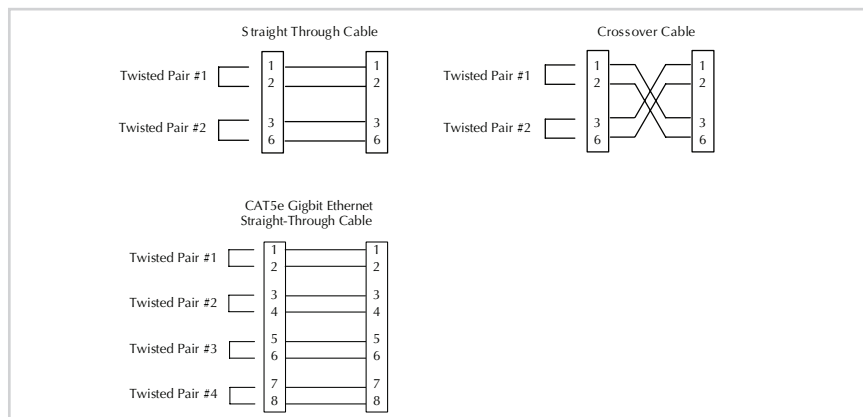 Straight Through Cable
Twisted Pair #1
1 1
2 2
Twisted Pair #2
3 3
6 6
Crossover Cable
Twisted Pair #1
1 1
2 2
Twisted Pair #2
3 3
6 6
CAT5e Gigbit Ethernet
Straight-Through Cable
Twisted Pair #1
1 1
2 2
Twisted Pair #2
3 3
4 4
Twisted Pair #3
5 5
6 6
Twisted Pair #4
7 7
8 8